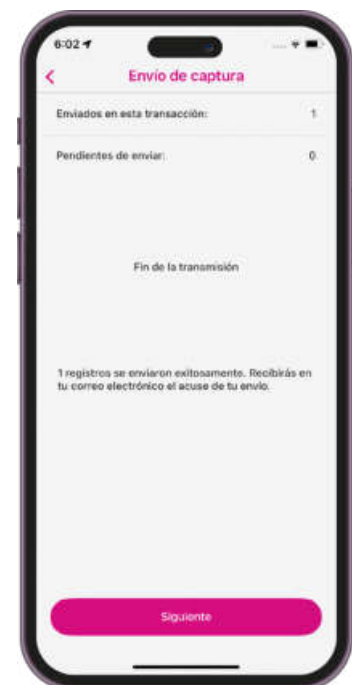 6:02
Envío de captura
Enviados en esta transacción: 1
Pendientes de enviar: 0
Fin de la transmisión
1 registros se enviaron exitosamente. Recibirás en
tu correo electrónico el acuse de tu envío.
Siguiente